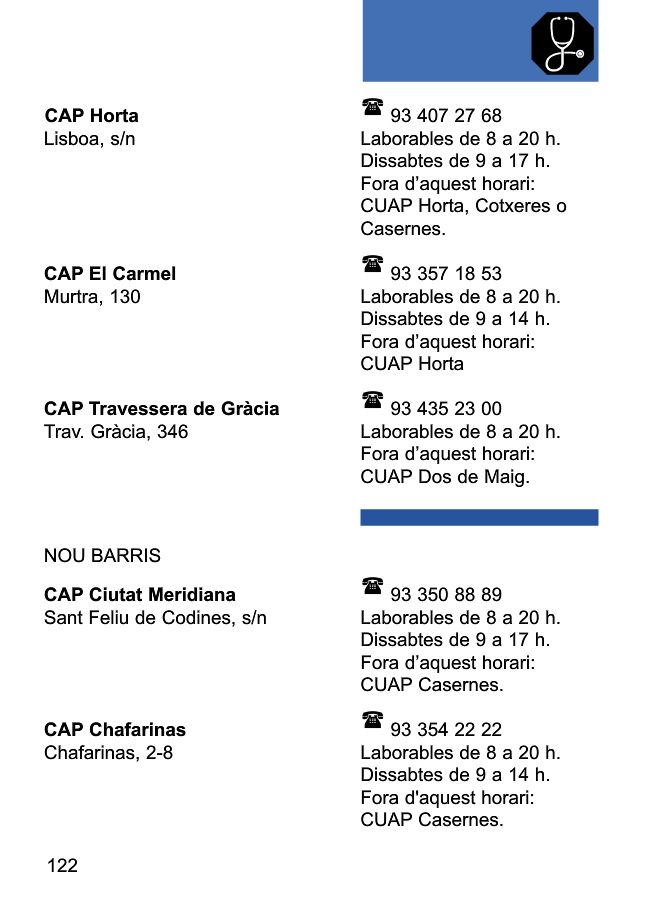 CAP Horta
Lisboa, s/n
☎ 93 407 27 68
Laborables de 8 a 20 h.
Dissabtes de 9 a 17 h.
Fora d’aquest horari:
CUAP Horta, Cotxeres o
Casernes.
CAP El Carmel
Murtra, 130
☎ 93 357 18 53
Laborables de 8 a 20 h.
Dissabtes de 9 a 14 h.
Fora d’aquest horari:
CUAP Horta
CAP Travessera de Gràcia
Trav. Gràcia, 346
☎ 93 435 23 00
Laborables de 8 a 20 h.
Fora d’aquest horari:
CUAP Dos de Maig.
NOU BARRIS
CAP Ciutat Meridiana
Sant Feliu de Codines, s/n
☎ 93 350 88 89
Laborables de 8 a 20 h.
Dissabtes de 9 a 17 h.
Fora d’aquest horari:
CUAP Casernes.
CAP Chafarinas
Chafarinas, 2-8
☎ 93 354 22 22
Laborables de 8 a 20 h.
Dissabtes de 9 a 14 h.
Fora d'aquest horari:
CUAP Casernes.
122